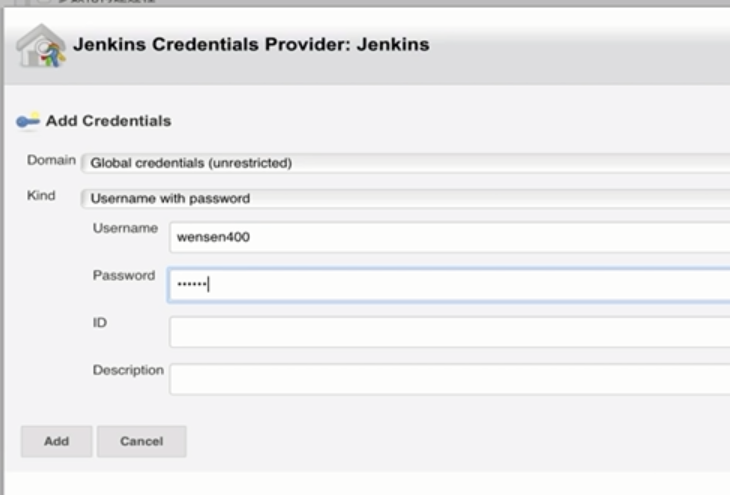 Jenkins Credentials Provider: Jenkins
Add Credentials
Domain Global credentials (unrestricted)
Kind Username with password
Username wensen400
Password ••••••
ID
Description
Add Cancel